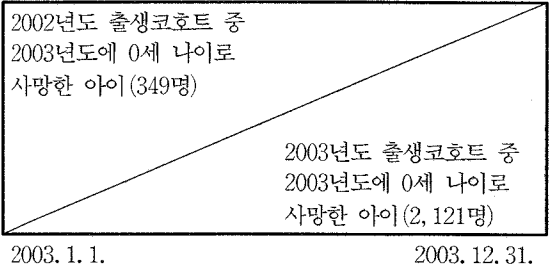 2002년도 출생코호트 중
2003년도에 0세 나이로
사망한 아이(349명)
2003년도 출생코호트 중
2003년도에 0세 나이로
사망한 아이(2,121명)
2003.1.1.
2003.12.31.